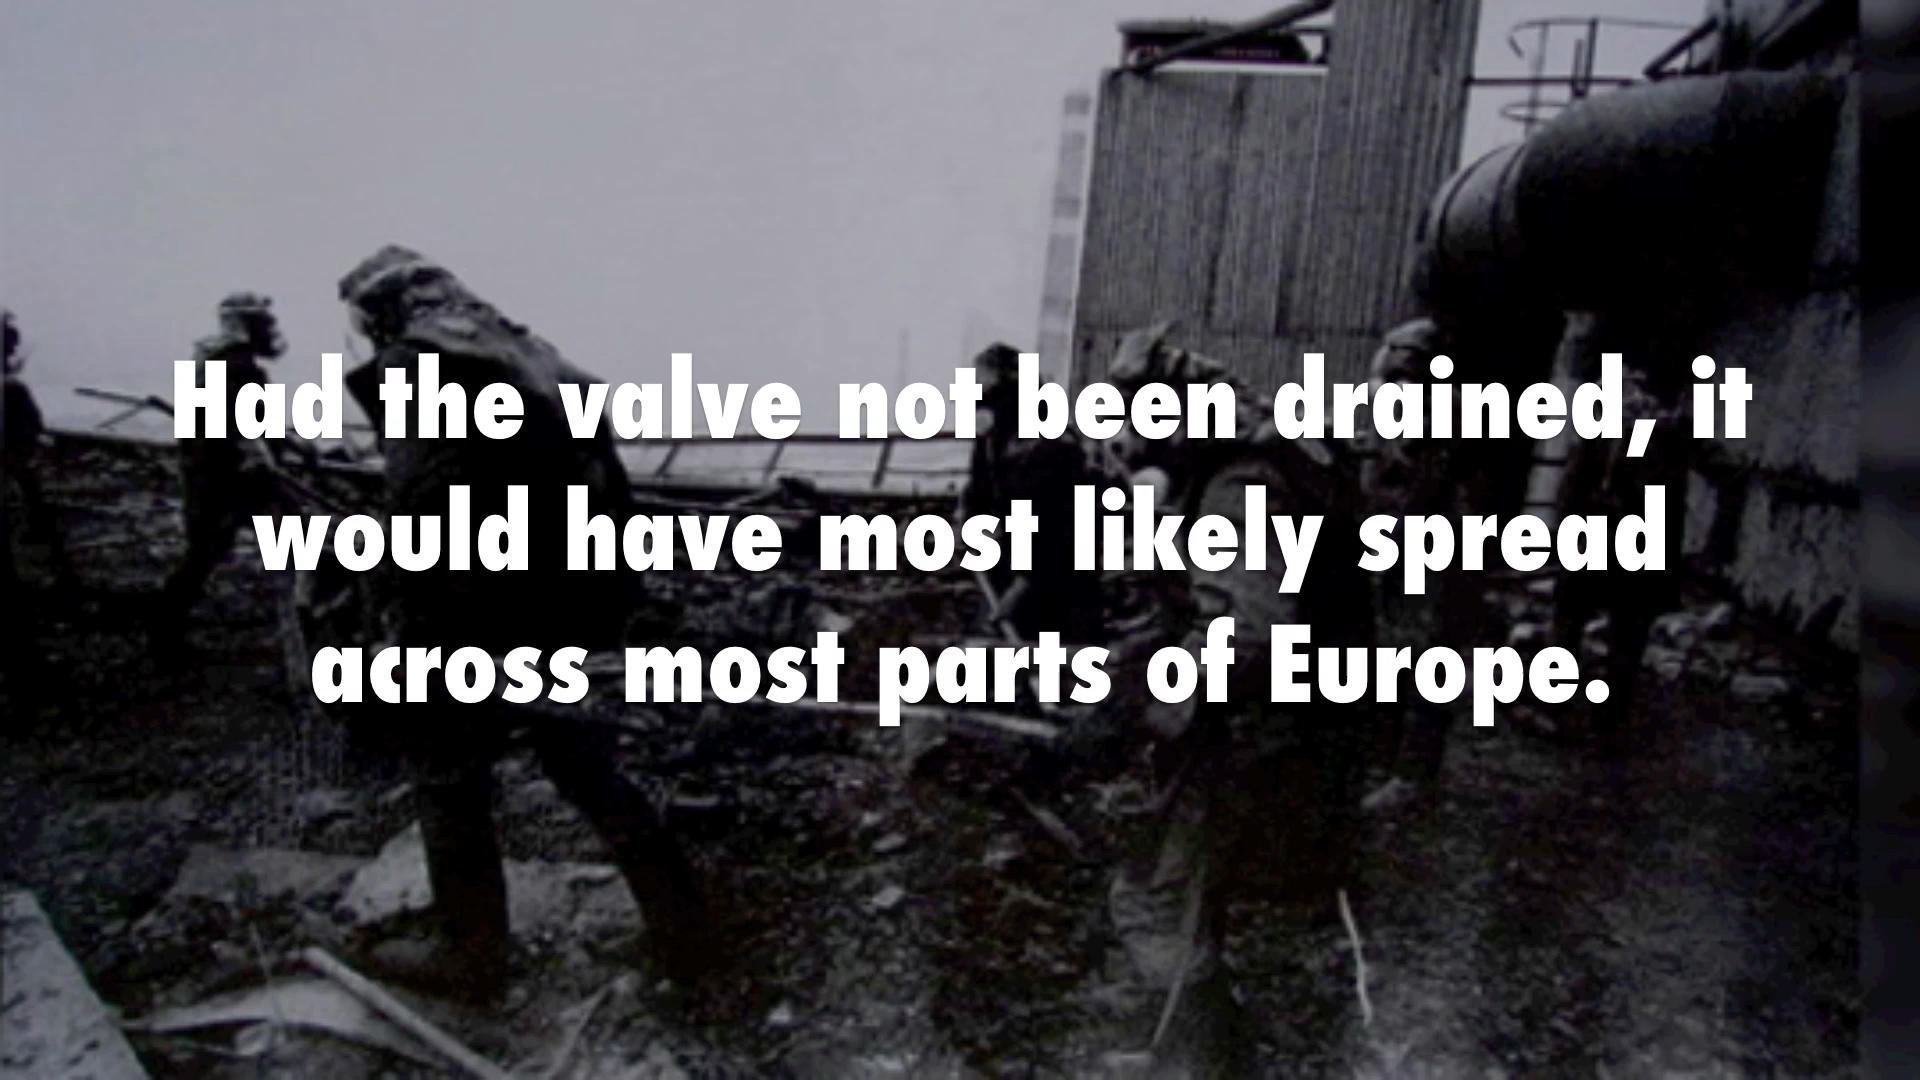 Had the valve not been drained, it
would have most likely spread
across most parts of Europe.